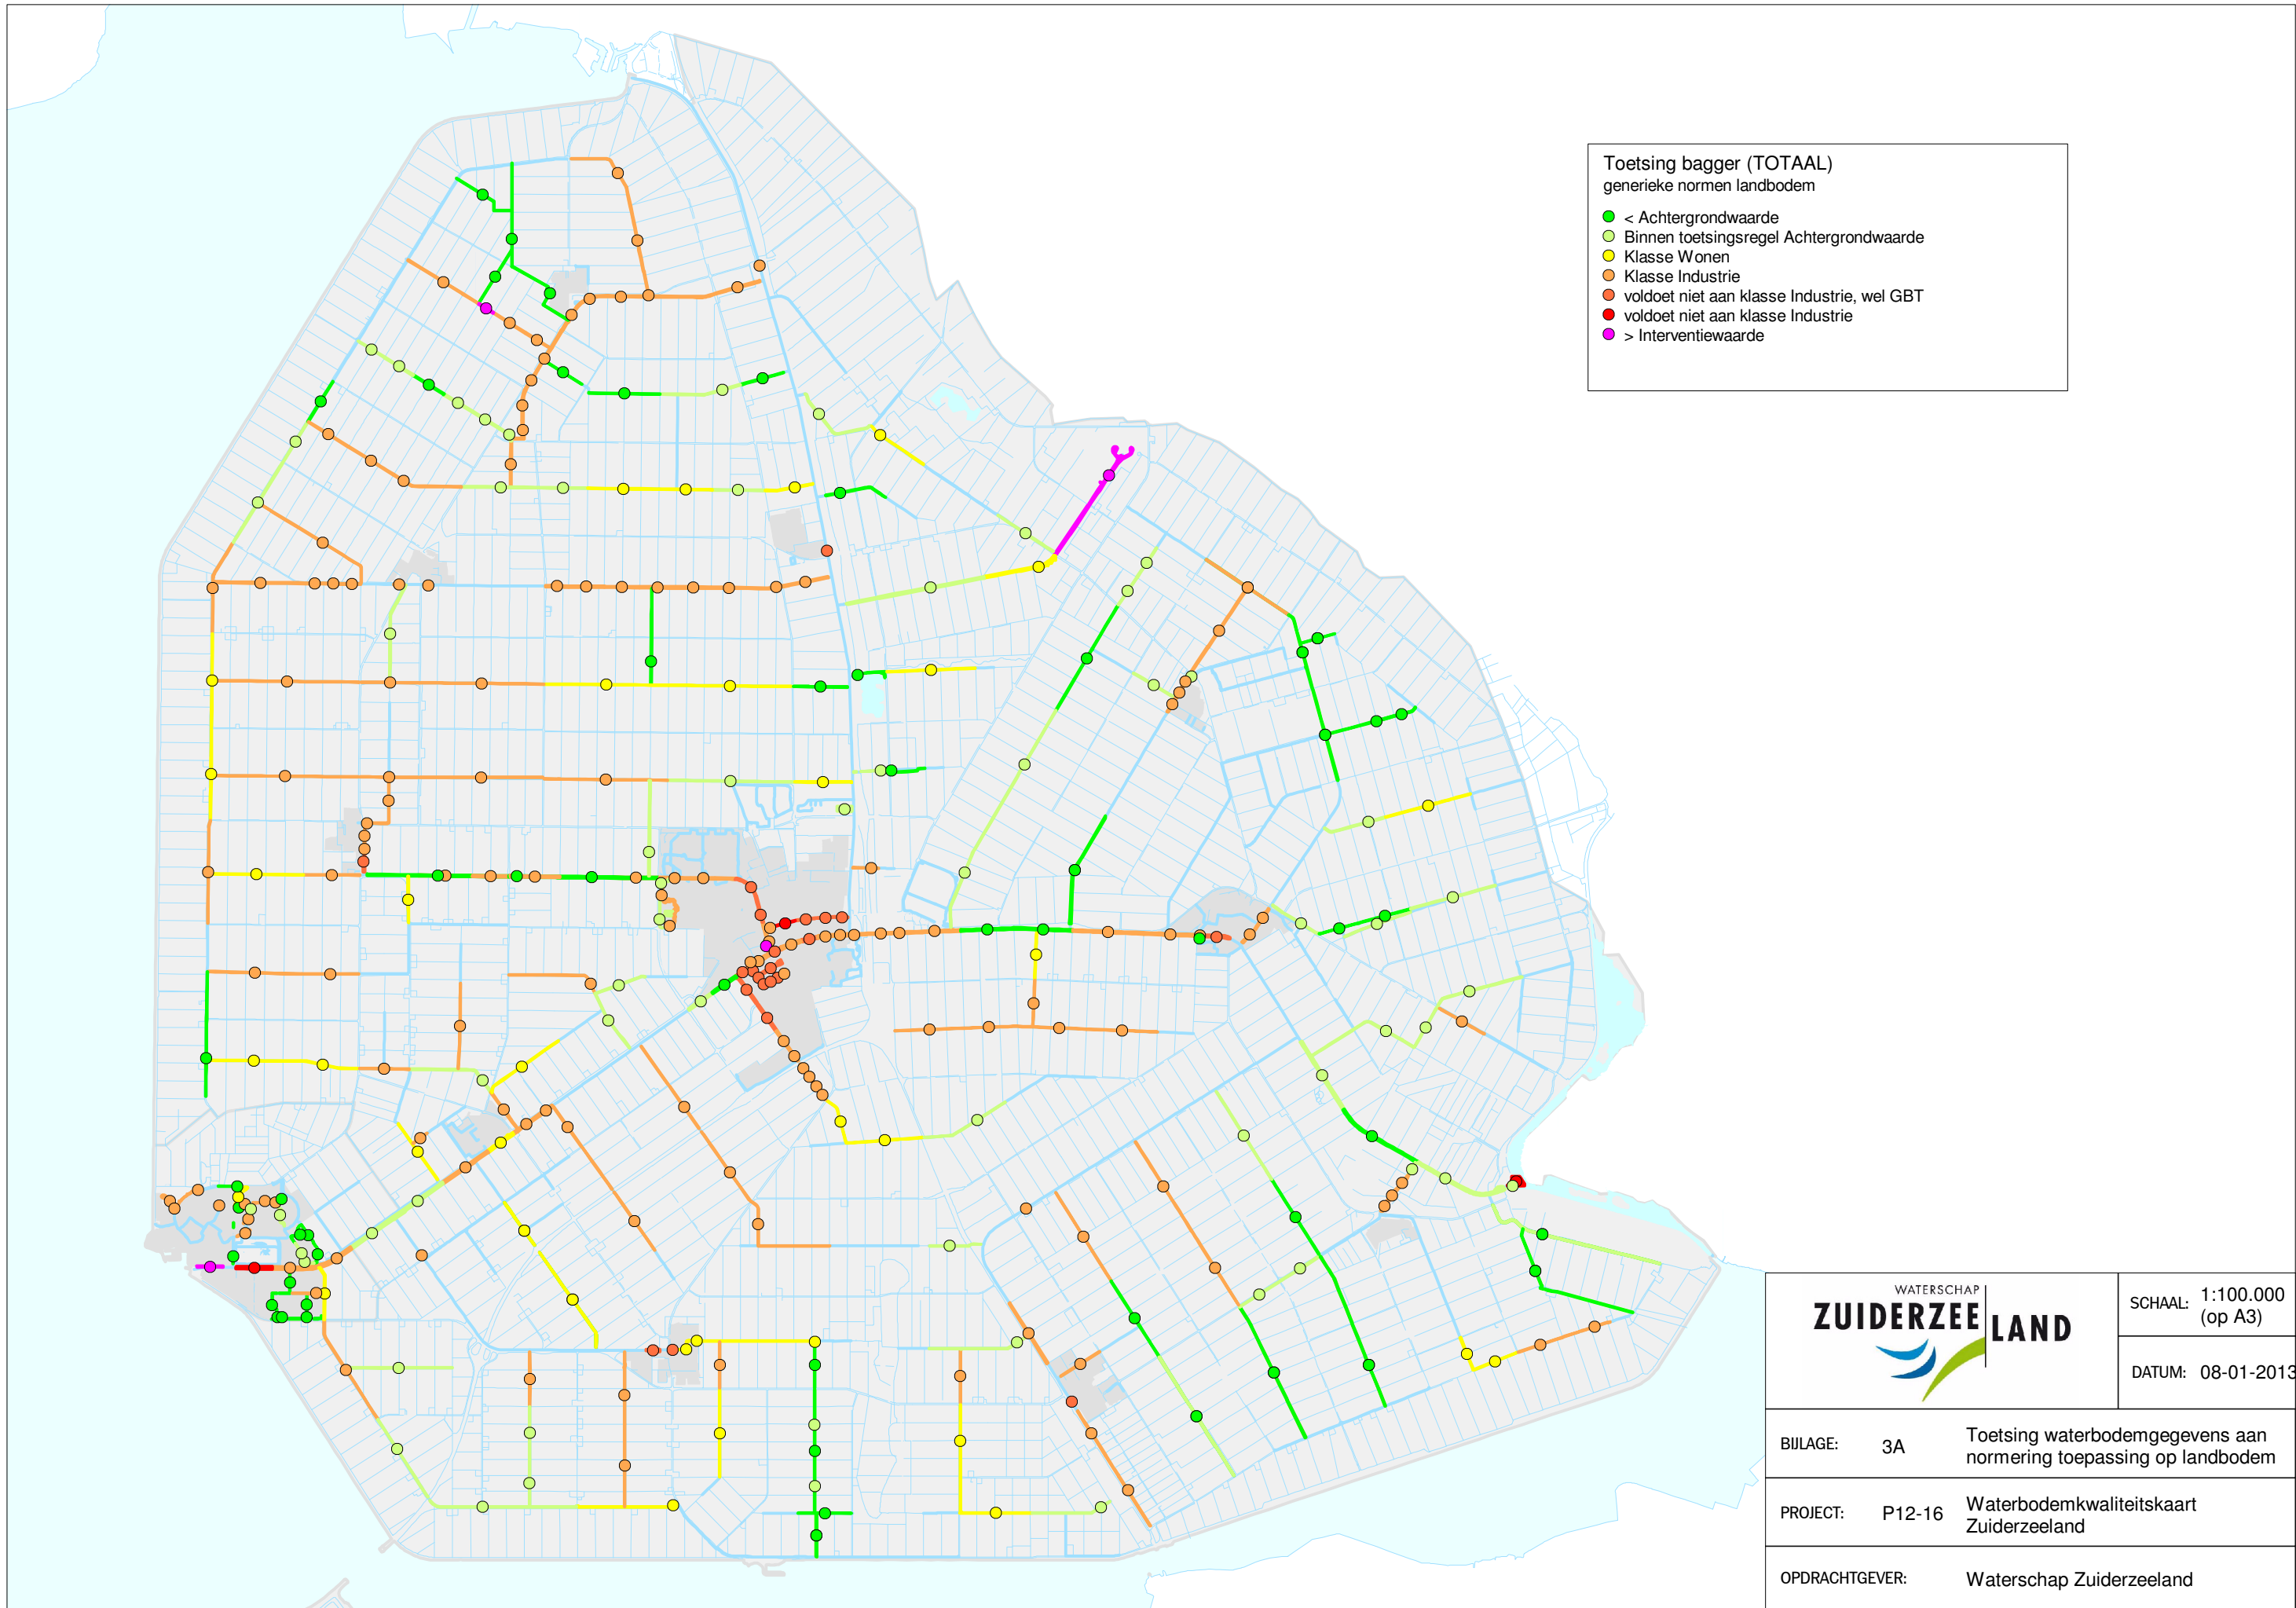 Toetsing bagger (TOTAAL)
generieke normen landbodem
< Achtergrondwaarde
Binnen toetsingsregel Achtergrondwaarde
Klasse Wonen
Klasse Industrie
voldoet niet aan klasse Industrie, wel GBT
voldoet niet aan klasse Industrie
> Interventiewaarde
WATERSCHAP
ZUIDERZEELAND
SCHAAL: 1:100.000
(op A3)
DATUM: 08-01-2013
BIJLAGE: 3A Toetsing waterbodemgegevens aan
normering toepassing op landbodem
PROJECT: P12-16 Waterbodemkwaliteitskaart
Zuiderzeeland
OPDRACHTGEVER: Waterschap Zuiderzeeland